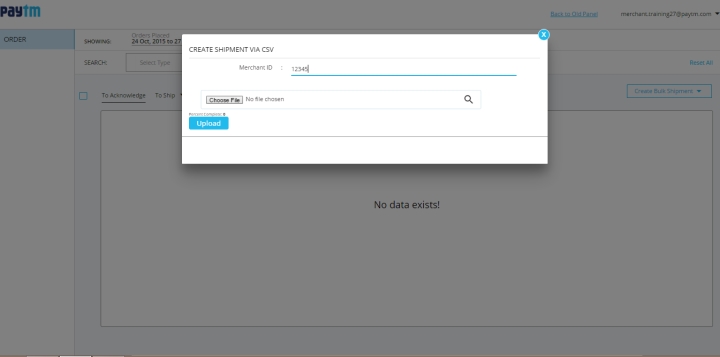 paytm
Back to Old Panel
merchant.training27@paytm.com
ORDER
SHOWING:
Orders Placed
24 Oct, 2015 to 27
X
CREATE SHIPMENT VIA CSV
Merchant ID : 12345
SEARCH:
Select Type
Reset All
To Acknowledge
To Ship
Create Bulk Shipment
Choose File No file chosen
Percent Complete: 0
Upload
No data exists!